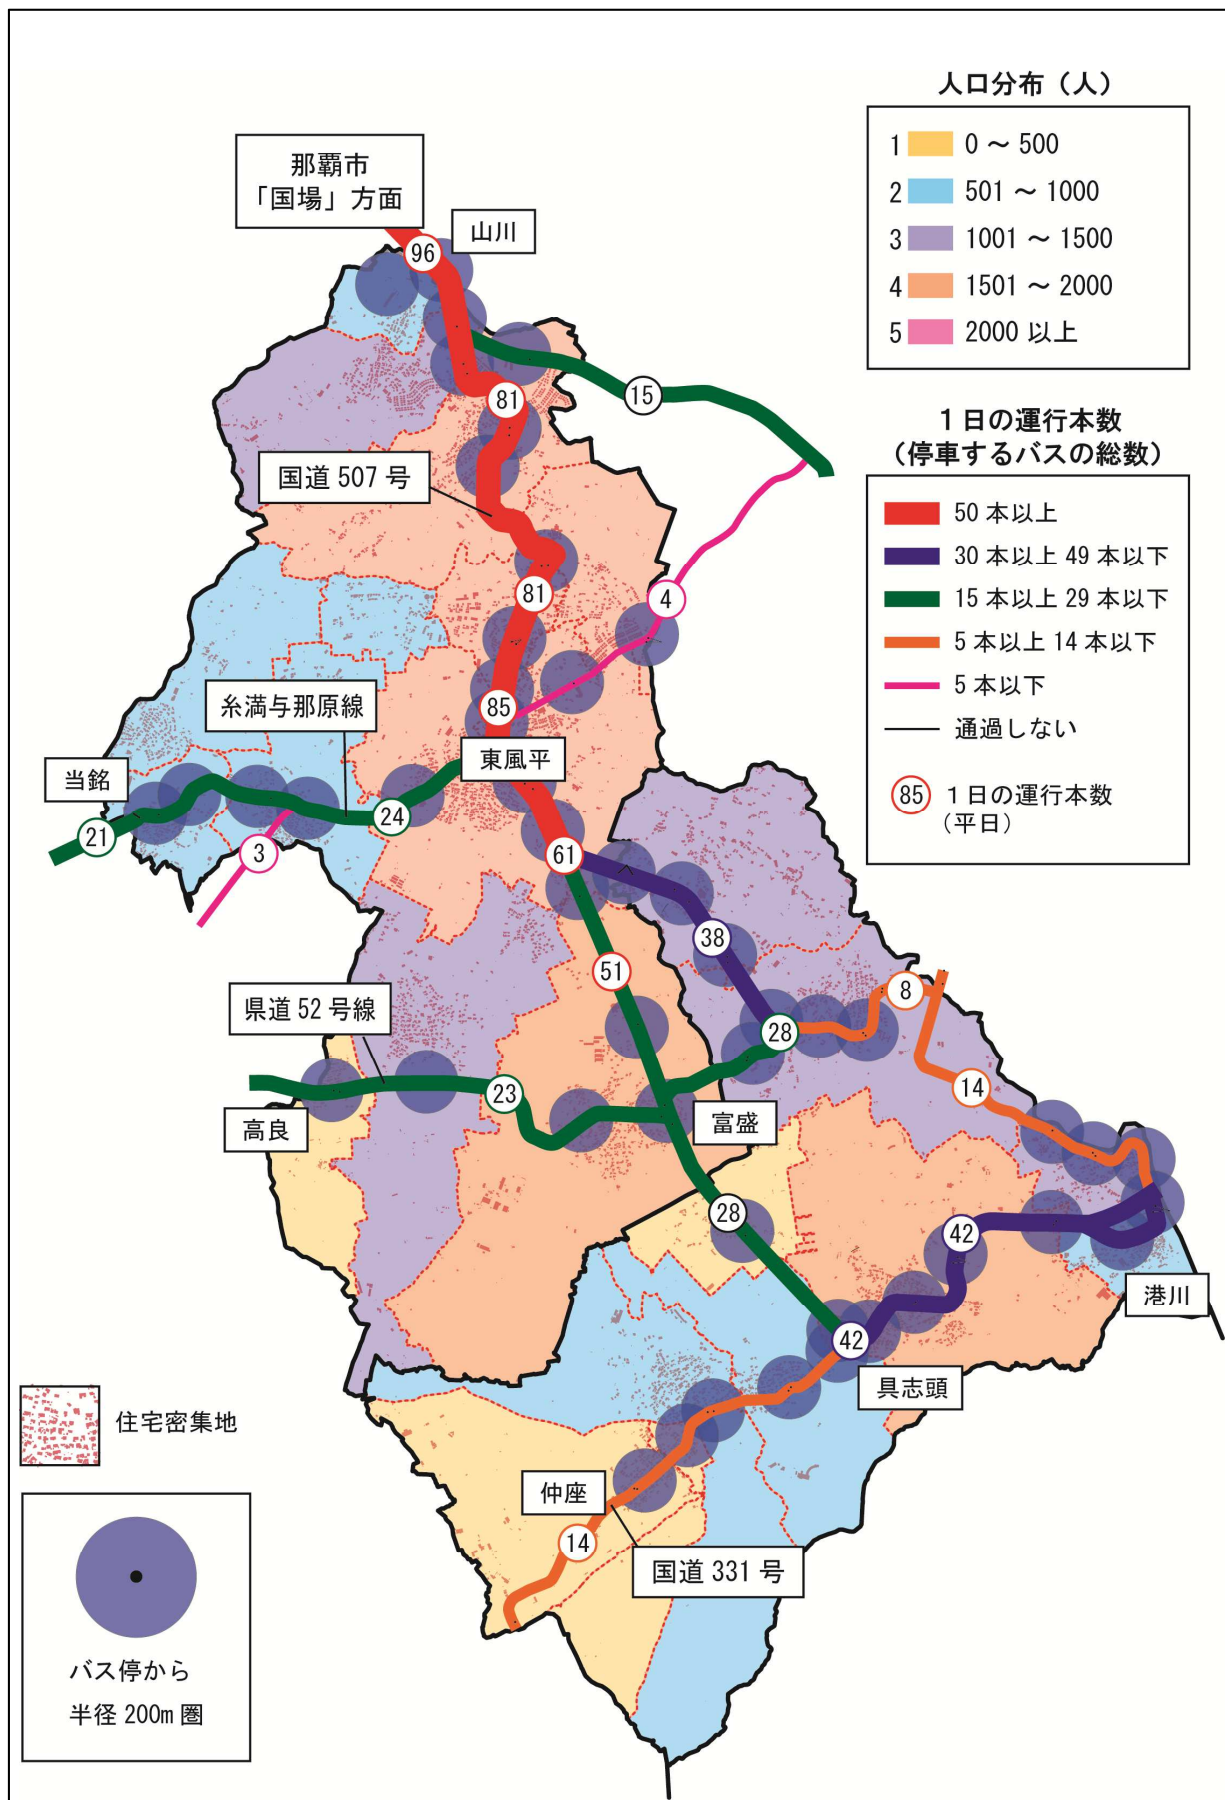 人口分布（人）
1 0 ～ 500
2 501 ～ 1000
3 1001 ～ 1500
4 1501 ～ 2000
5 2000 以上
那覇市
「国場」方面
山川
96
15
81
国道 507 号
１日の運行本数
（停車するバスの総数）
50 本以上
30 本以上 49 本以下
15 本以上 29 本以下
5 本以上 14 本以下
5 本以下
通過しない
85 １日の運行本数
（平日）
81
4
85
糸満与那原線
東風平
当銘
24
21
3
61
38
51
8
県道 52 号線
28
14
23
高良
富盛
28
42
港川
42
具志頭
住宅密集地
仲座
14
国道 331 号
バス停から
半径 200m 圏